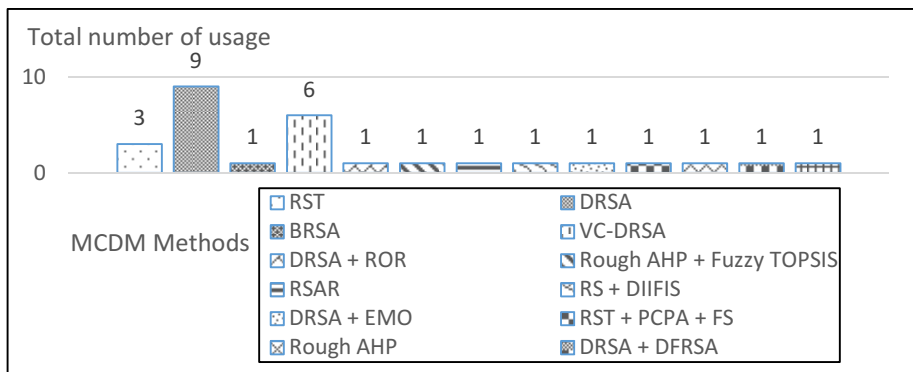 Total number of usage
9
10
6
3
1
1
1
1
1
1
1
1
1
1
0
RST DRSA
BRSA VC-DRSA
MCDM Methods
DRSA + ROR Rough AHP + Fuzzy TOPSIS
RSAR RS + DIIFIS
DRSA + EMO RST + PCPA + FS
Rough AHP DRSA + DFRSA